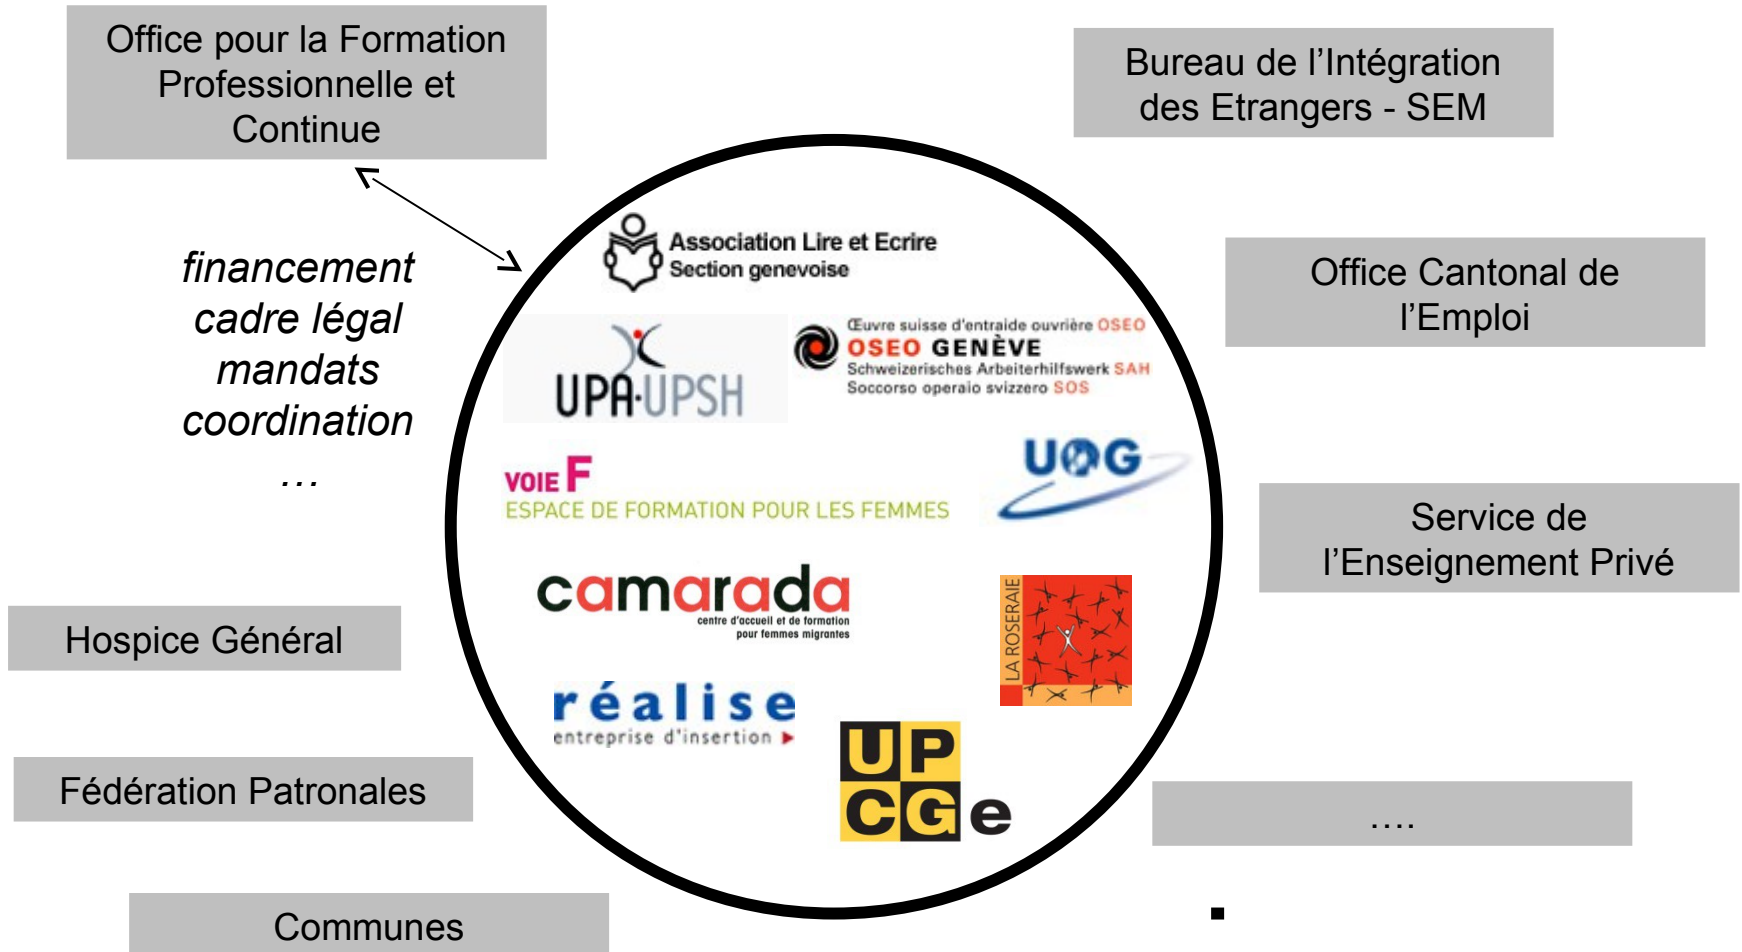 Office pour la Formation
Professionnelle et
Continue
Bureau de l’Intégration
des Etrangers - SEM
financement
cadre légal
mandats
coordination
…
Association Lire et Ecrire
Section genevoise
Office Cantonal de
l’Emploi
UPA·UPSH
Œuvre suisse d'entraide ouvrière OSEO
OSEO GENÈVE
Schweizerisches Arbeiterhilfswerk SAH
Soccorso operaio svizzero SOS
VOIE F
ESPACE DE FORMATION POUR LES FEMMES
UOG
Service de
l’Enseignement Privé
camarada
centre d'accueil et de formation
pour femmes migrantes
LA ROSERAIE
Hospice Général
réalise
entreprise d'insertion
UP
CGe
Fédération Patronales
….
Communes